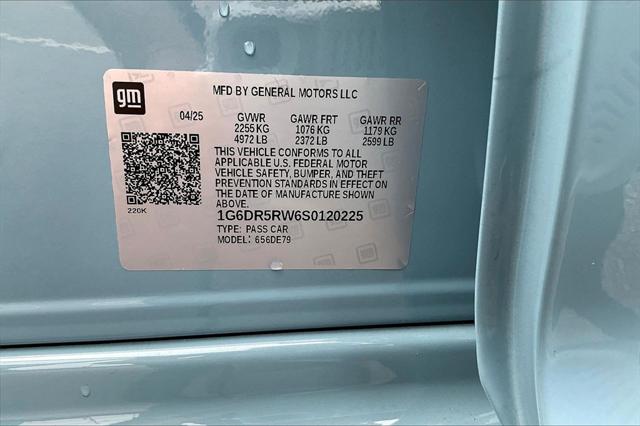 gm
MFD BY GENERAL MOTORS LLC
04/25 GVWR GAWR FRT GAWR RR
2255 KG 1076 KG 1179 KG
4972 LB 2372 LB 2599 LB
THIS VEHICLE CONFORMS TO ALL
APPLICABLE U.S. FEDERAL MOTOR
VEHICLE SAFETY, BUMPER, AND THEFT
PREVENTION STANDARDS IN EFFECT ON
THE DATE OF MANUFACTURE SHOWN
ABOVE.
220K
1G6DR5RW6S0120225
TYPE: PASS CAR
MODEL: 656DE79